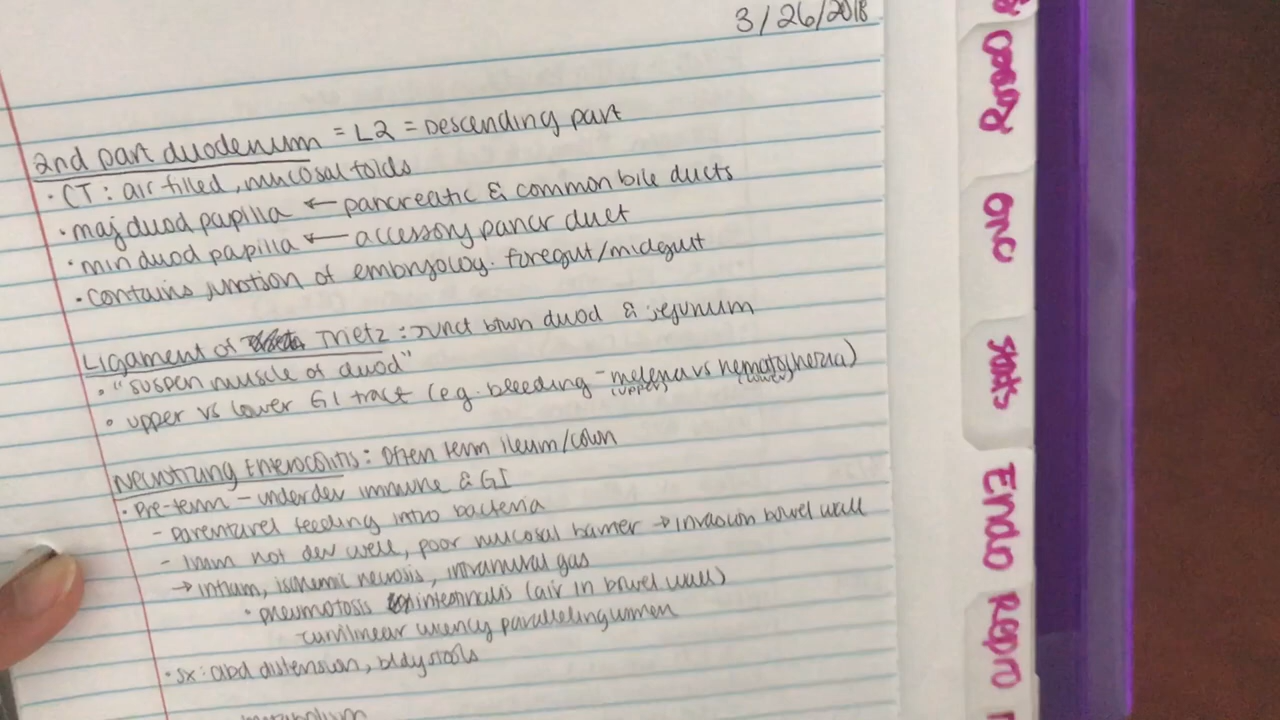 3/26/2018
2nd part duodenum = L2 = Descending part
· CT: air filled, mucosal folds
· maj duod papilla ← pancreatic & common bile ducts
· min duod papilla ← accessory pancr duct
· contains junction of embryoloy. foregut/midgut
Ligament of Trietz: Junct btwn duod & jejunum
· "suspen muscle of duod"
· upper vs lower GI tract (e.g. bleeding - melena vs hematochezia)
(UPPER) (LOWER)
Necrotizing Enterocolitis: Often term ileum/colon
· Pre-term - underdev immune & GI
- parenteral feeding intro bacteria
- Imm not dev well, poor mucosal barrier → invasion bowel wall
→ inflam, ischemic necrosis, intramural gas
· pneumotosis intestinalis (air in bowel wall)
curvilinear lucency paralleling lumen
· sx: abd distension, bldy stools
metabolism
ONC
Stats
Endo
Repro